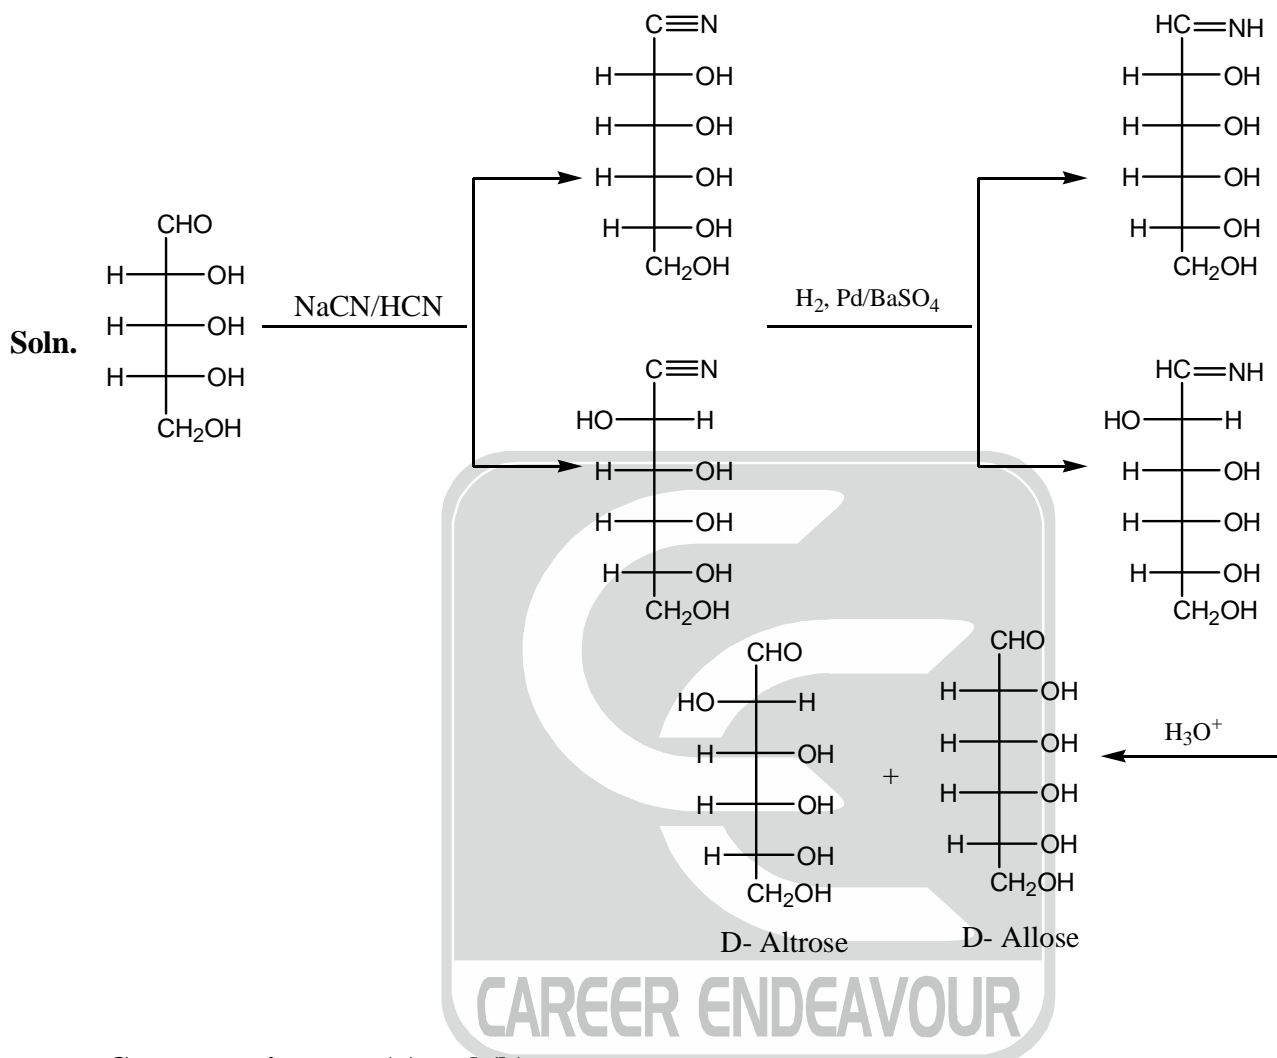 Soln.
CHO
H OH
H OH
H OH
CH₂OH
NaCN/HCN
C≡N
H OH
H OH
H OH
H OH
CH₂OH
C≡N
HO H
H OH
H OH
H OH
CH₂OH
H₂, Pd/BaSO₄
HC=NH
H OH
H OH
H OH
H OH
CH₂OH
HC=NH
HO H
H OH
H OH
H OH
CH₂OH
H₃O⁺
CHO
HO H
H OH
H OH
H OH
CH₂OH
D- Altrose
+
CHO
H OH
H OH
H OH
H OH
CH₂OH
D- Allose
CAREER ENDEAVOUR